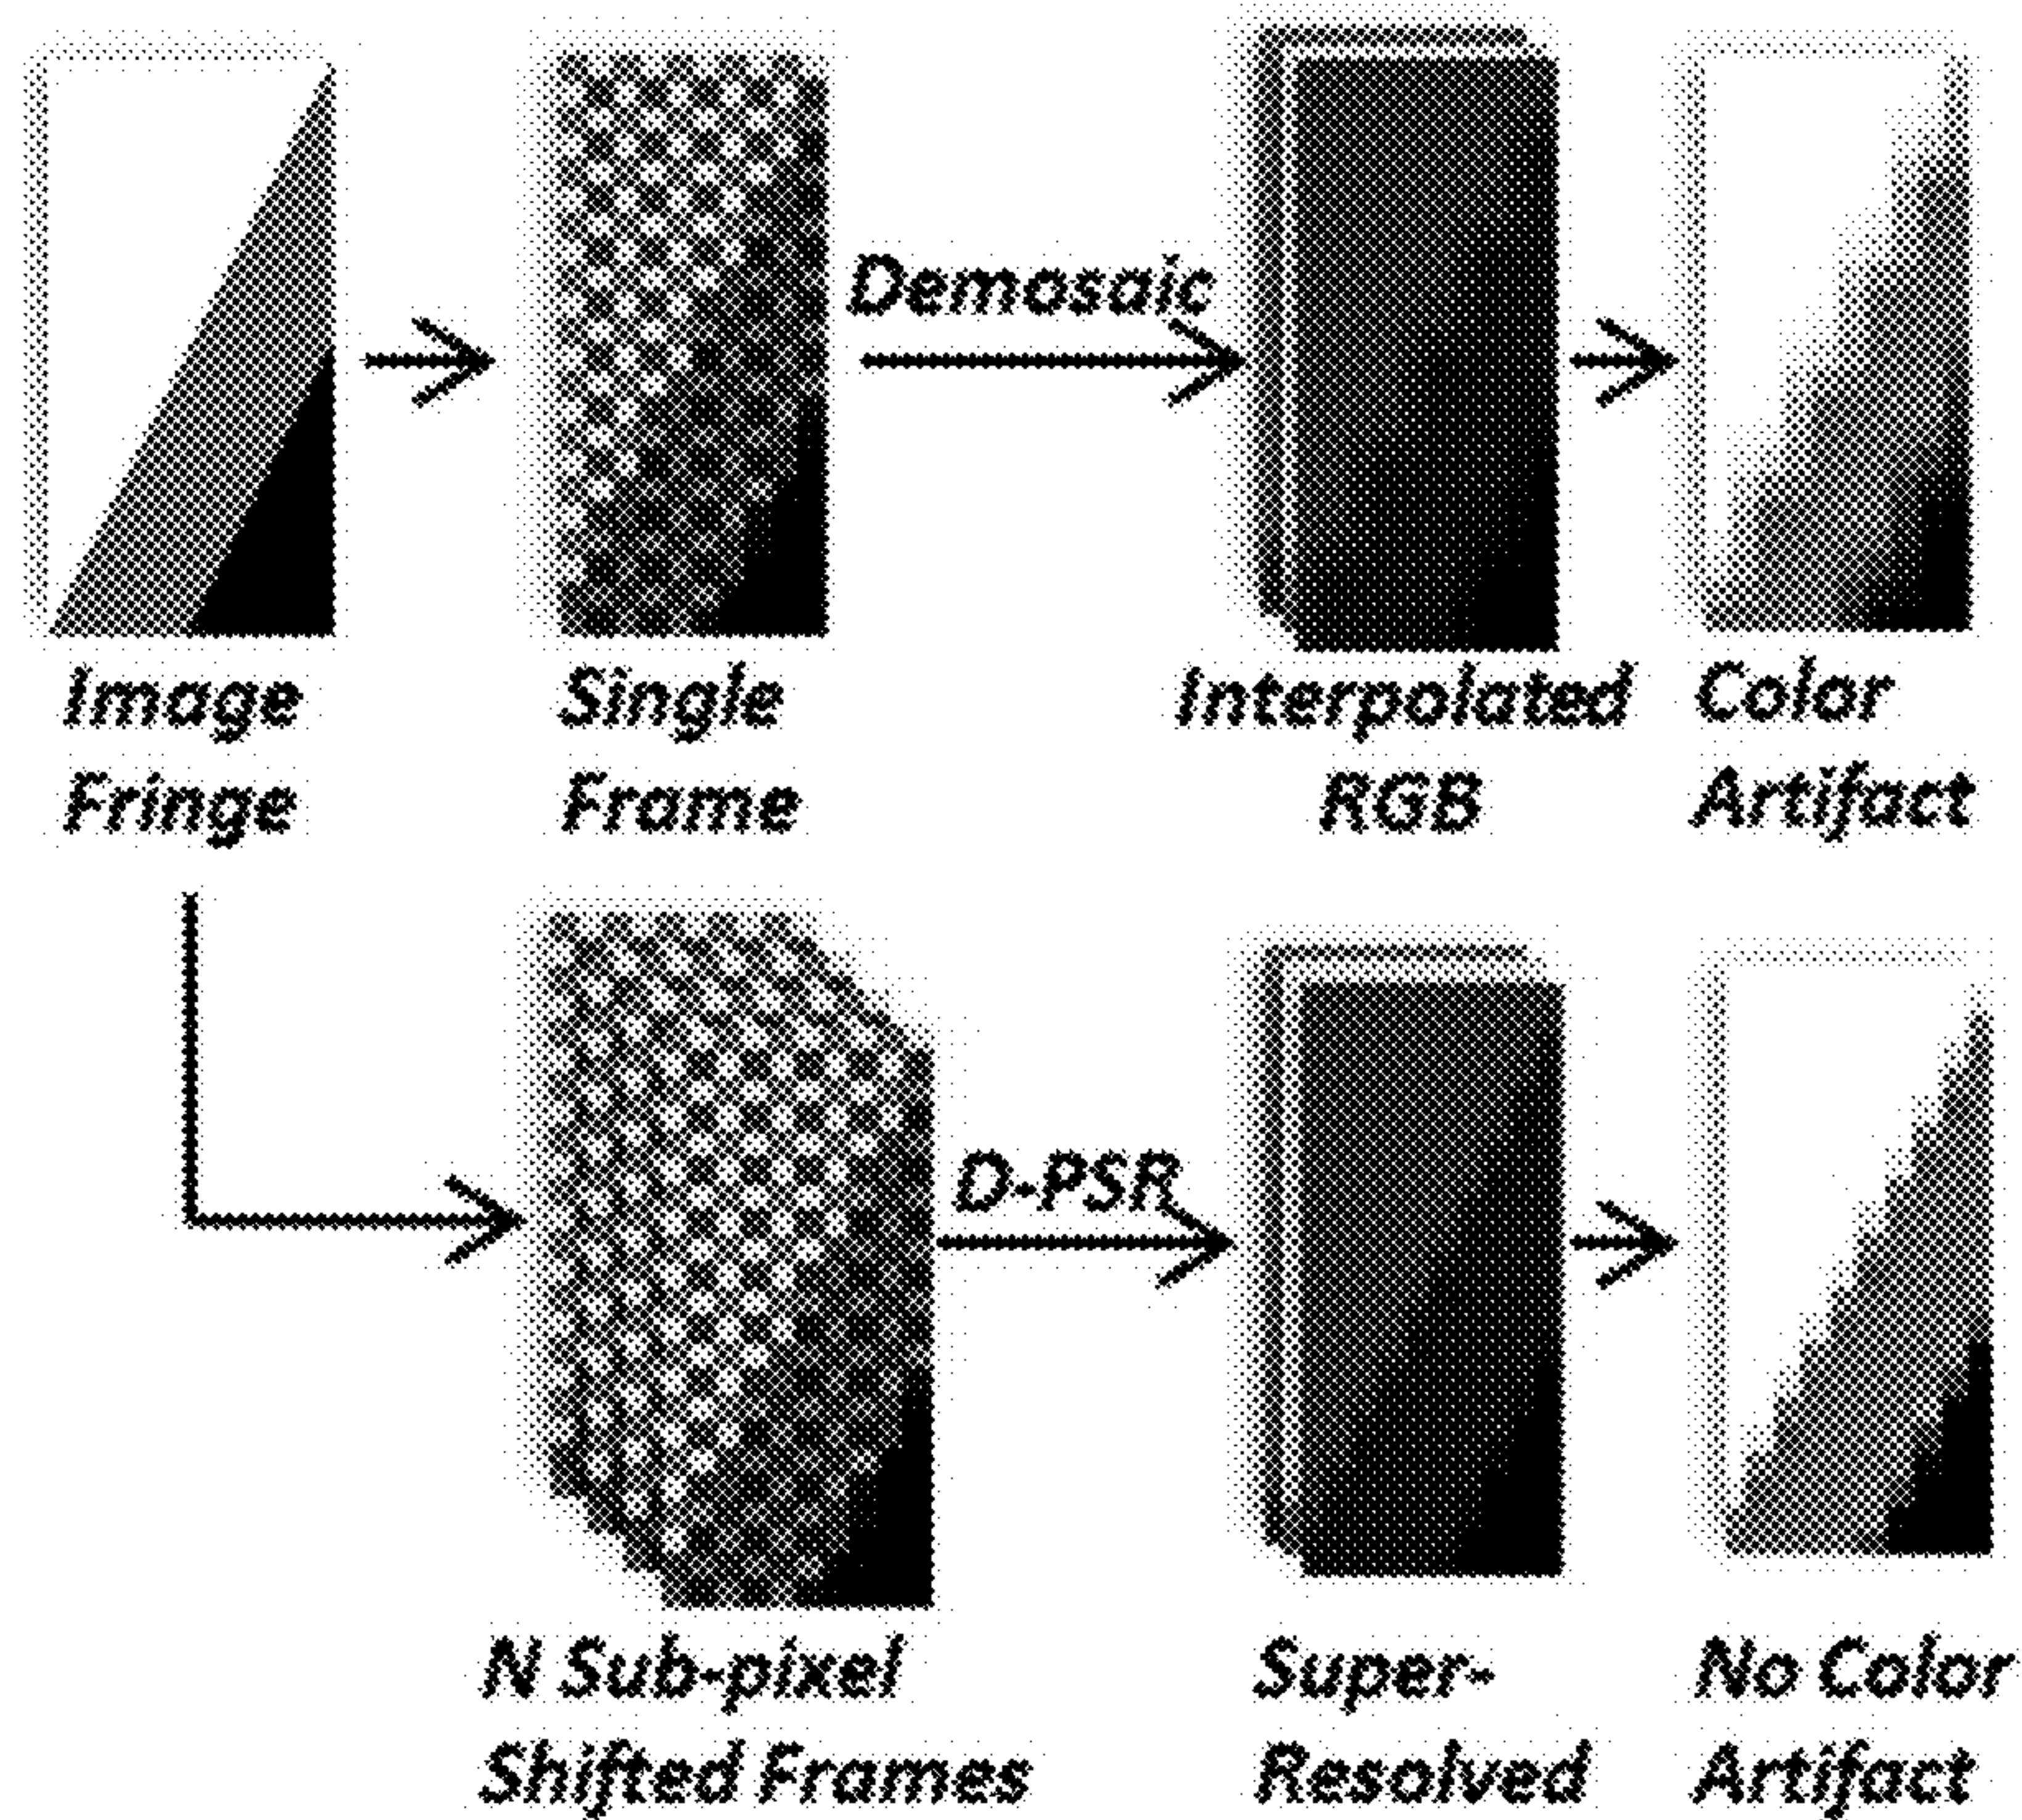 Demosaic
Image
Fringe
Single
Frame
Interpolated
RGB
Color
Artifact
D-PSR
N Sub-pixel
Shifted Frames
Super-
Resolved
No Color
Artifact